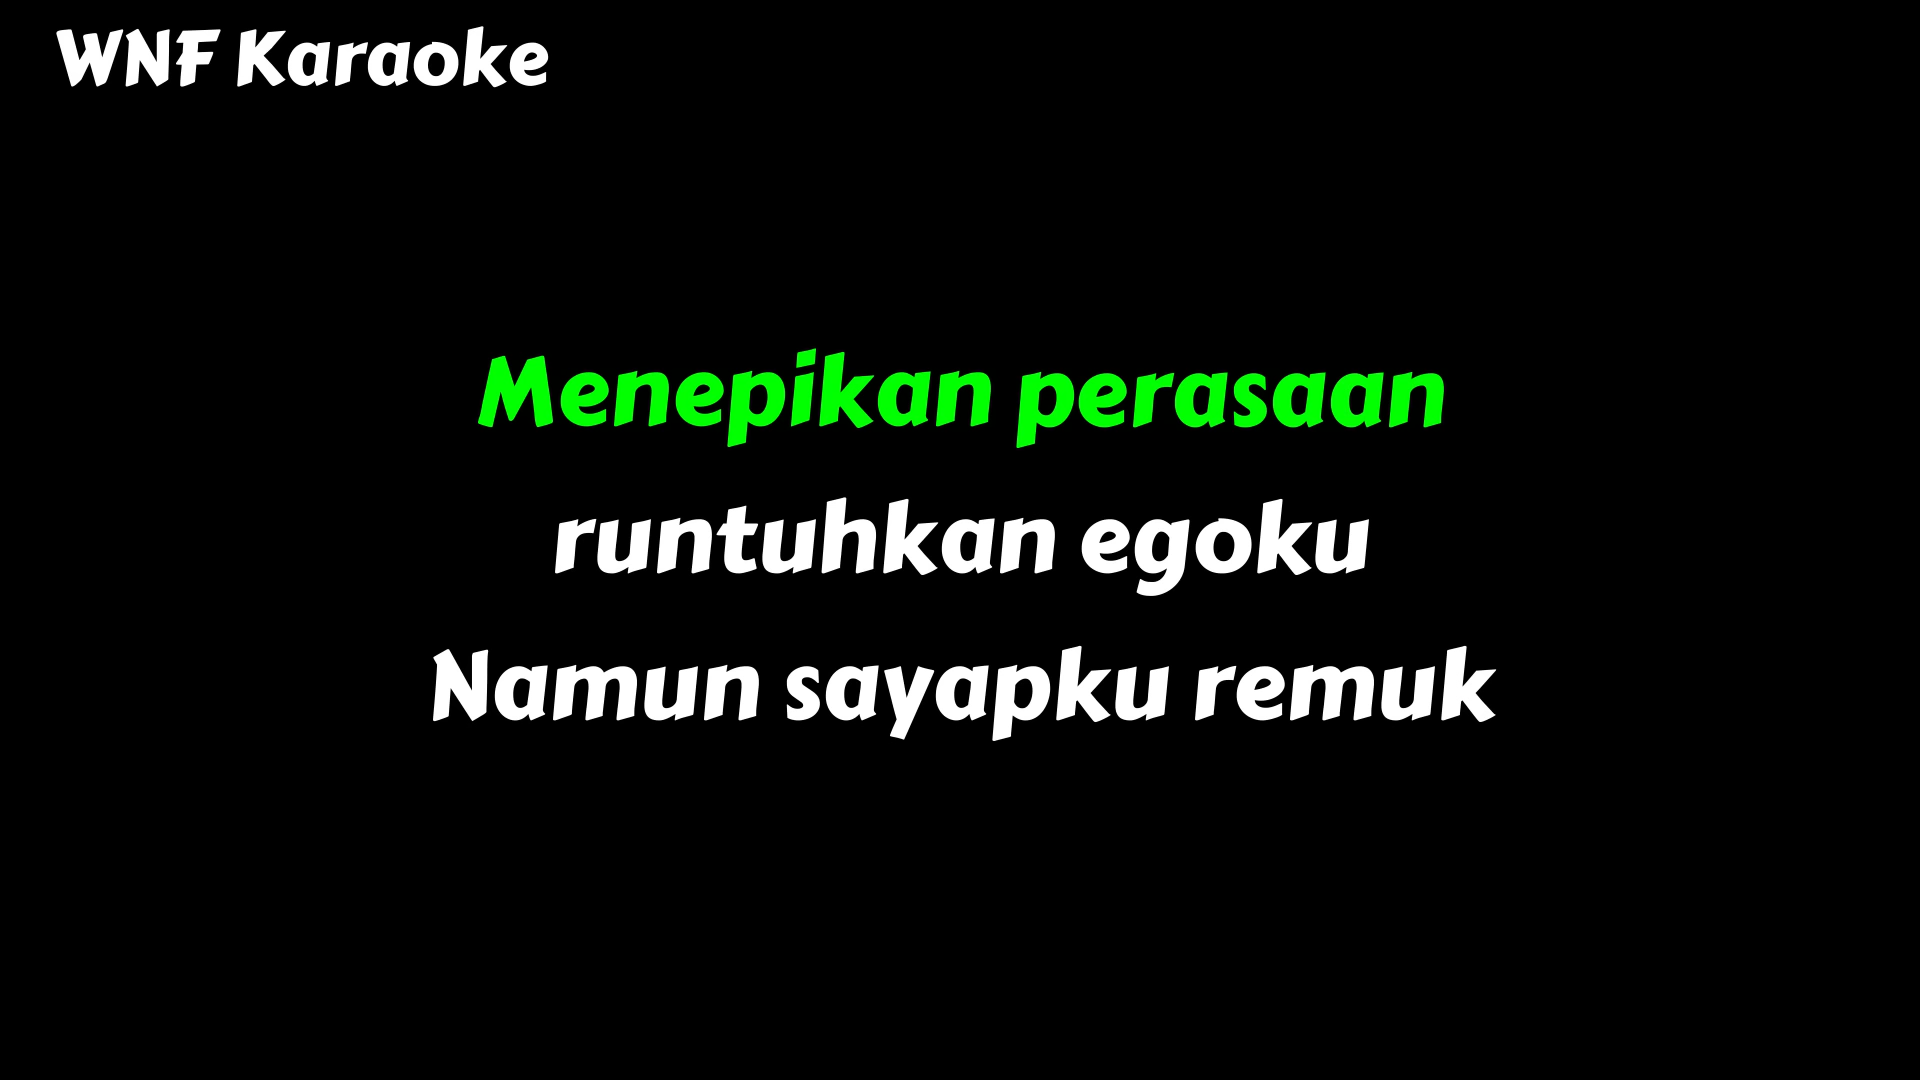 WNF Karaoke
Menepikan perasaan
runtuhkan egoku
Namun sayapku remuk